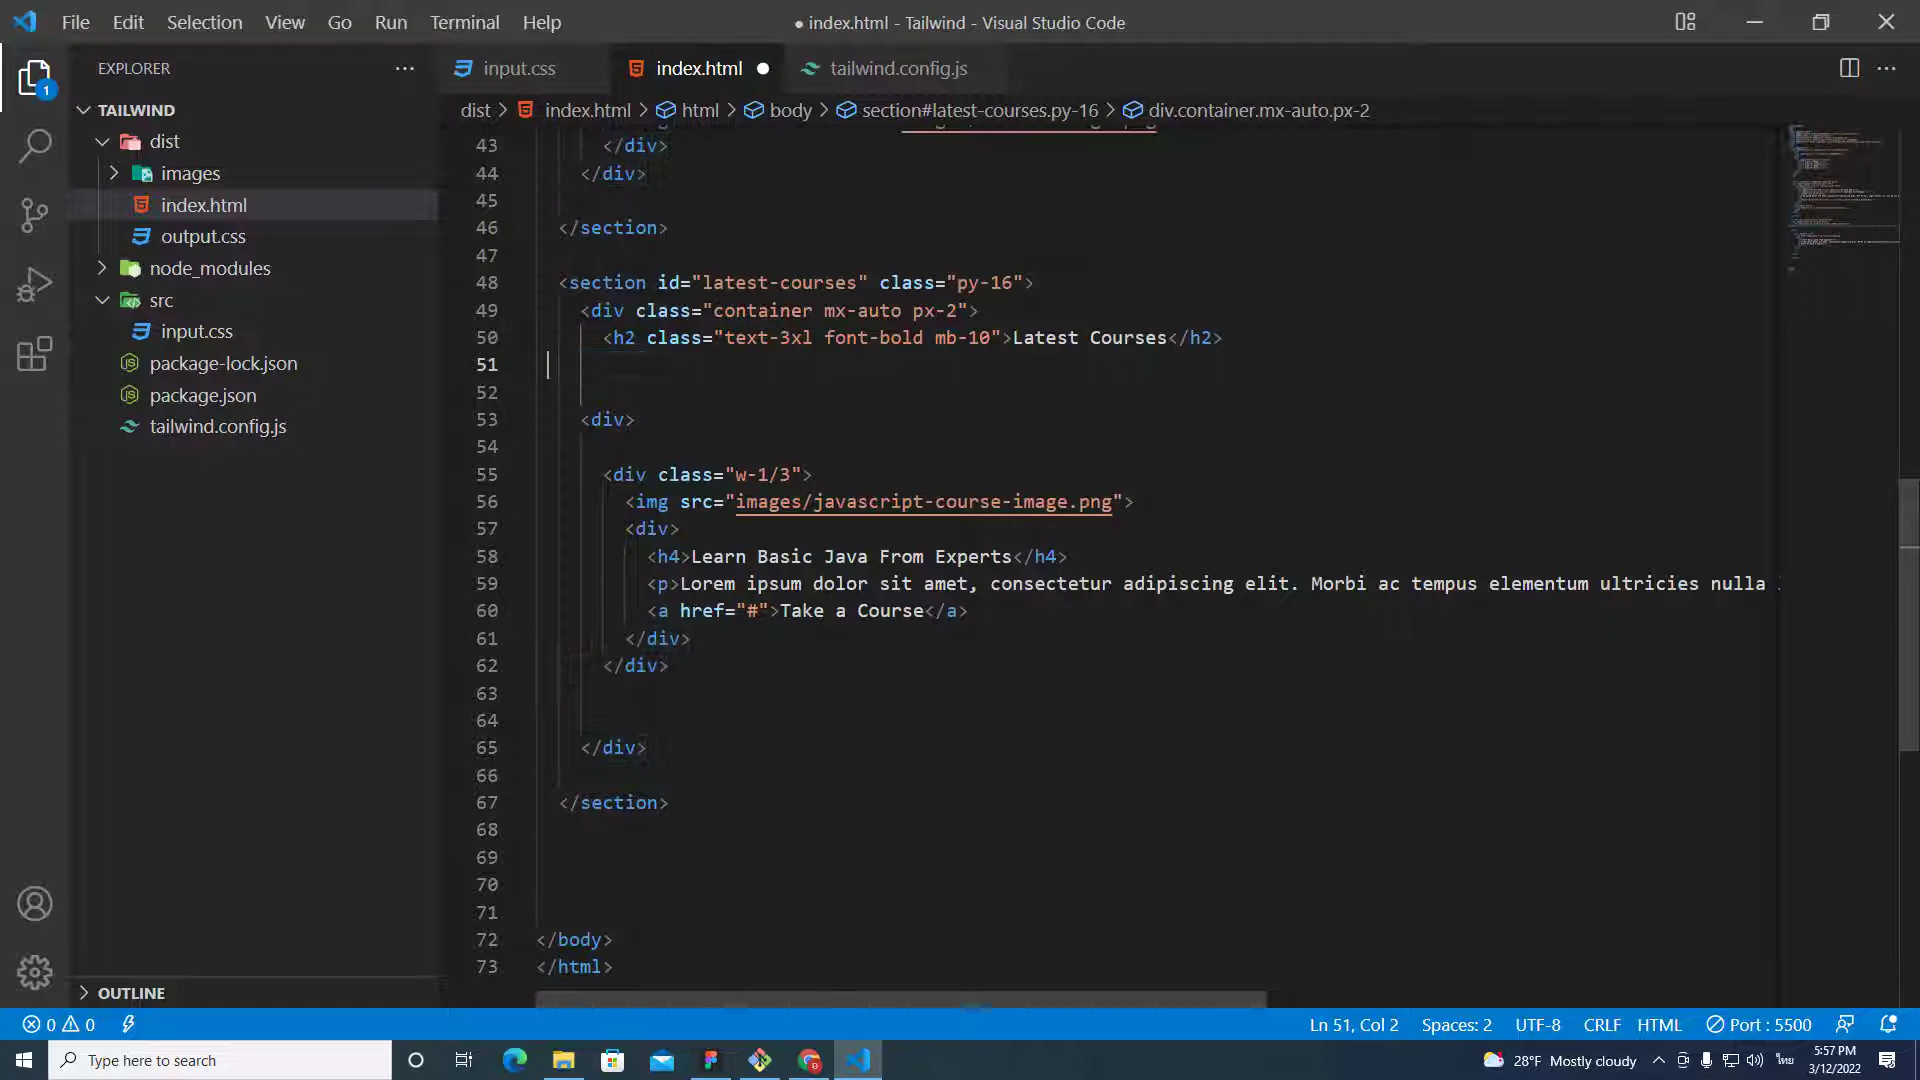 File Edit Selection View Go Run Terminal Help
● index.html - Tailwind - Visual Studio Code
EXPLORER
input.css
index.html
tailwind.config.js
dist > index.html > html > body > section#latest-courses.py-16 > div.container.mx-auto.px-2
1
TAILWIND
dist
images
index.html
output.css
node_modules
src
input.css
package-lock.json
package.json
tailwind.config.js
OUTLINE
43 </div>
44 </div>
45
46 </section>
47
48 <section id="latest-courses" class="py-16">
49 <div class="container mx-auto px-2">
50 <h2 class="text-3xl font-bold mb-10">Latest Courses</h2>
51
52
53 <div>
54
55 <div class="w-1/3">
56 <img src="images/javascript-course-image.png">
57 <div>
58 <h4>Learn Basic Java From Experts</h4>
59 <p>Lorem ipsum dolor sit amet, consectetur adipiscing elit. Morbi ac tempus elementum ultricies nulla
60 <a href="#">Take a Course</a>
61 </div>
62 </div>
63
64
65 </div>
66
67 </section>
68
69
70
71
72 </body>
73 </html>
0 0
Ln 51, Col 2 Spaces: 2 UTF-8 CRLF HTML Port : 5500
Type here to search
28°F Mostly cloudy
5:57 PM
3/12/2022